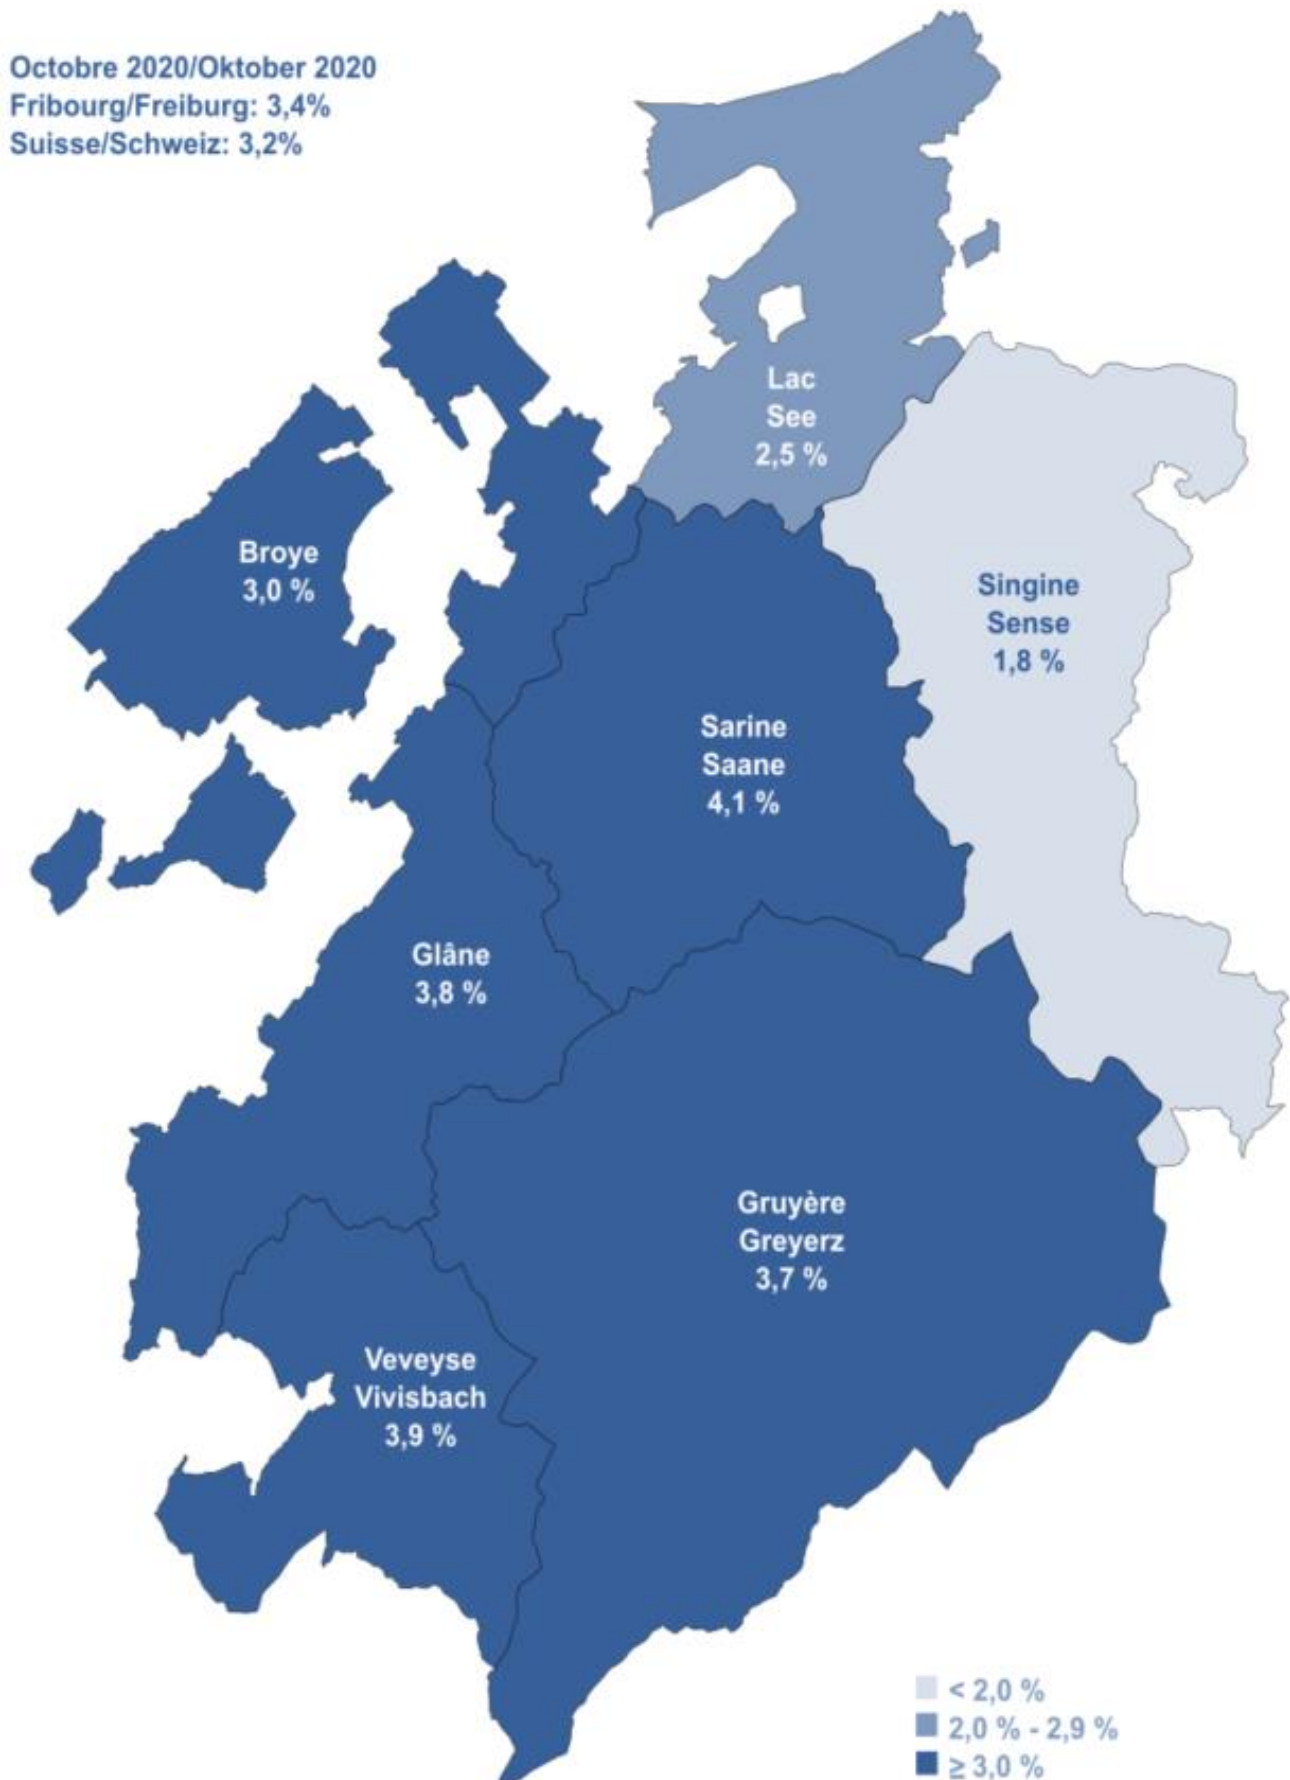 Octobre 2020/Oktober 2020
Fribourg/Freiburg: 3,4%
Suisse/Schweiz: 3,2%
Lac
See
2,5 %
Broye
3,0 %
Singine
Sense
1,8 %
Sarine
Saane
4,1 %
Glâne
3,8 %
Gruyère
Greyerz
3,7 %
Veveyse
Vivisbach
3,9 %
< 2,0 %
2,0 % - 2,9 %
≥ 3,0 %